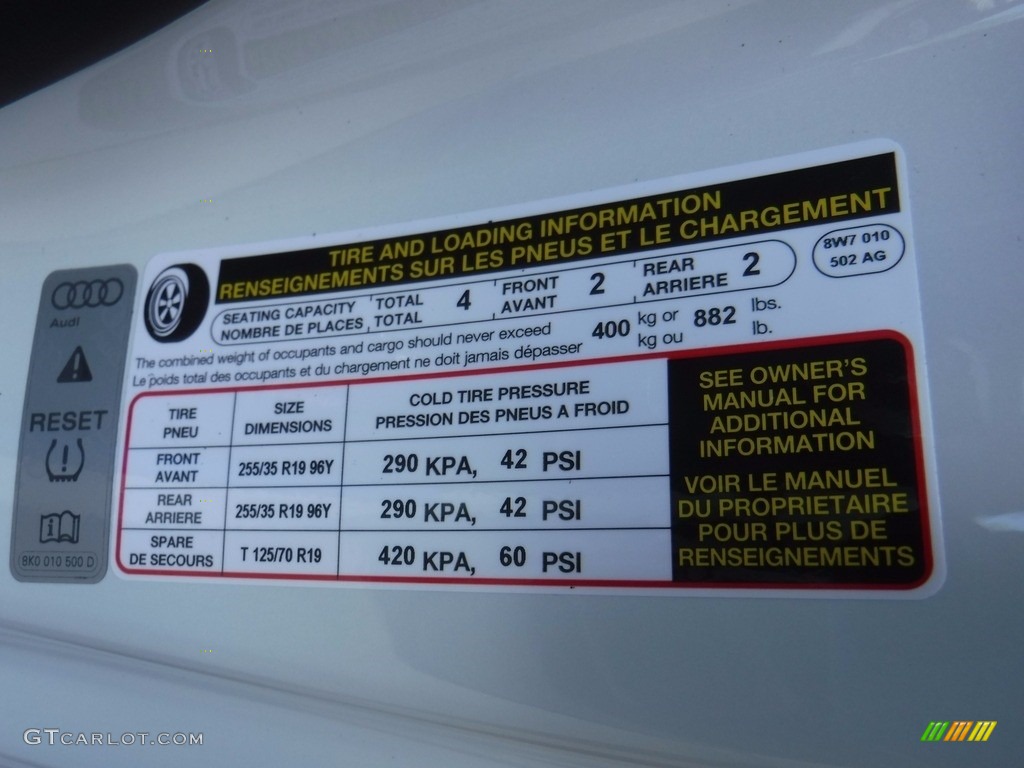 Audi
RESET
8K0 010 500 D
TIRE AND LOADING INFORMATION
RENSEIGNEMENTS SUR LES PNEUS ET LE CHARGEMENT
8W7 010
502 AG
SEATING CAPACITY TOTAL 4 FRONT 2 REAR 2
NOMBRE DE PLACES TOTAL AVANT ARRIERE
The combined weight of occupants and cargo should never exceed 400 kg or 882 lbs.
Le poids total des occupants et du chargement ne doit jamais dépasser kg ou lb.
TIRE SIZE COLD TIRE PRESSURE
PNEU DIMENSIONS PRESSION DES PNEUS A FROID
FRONT
AVANT 255/35 R19 96Y 290 KPA, 42 PSI
REAR
ARRIERE 255/35 R19 96Y 290 KPA, 42 PSI
SPARE
DE SECOURS T 125/70 R19 420 KPA, 60 PSI
SEE OWNER'S
MANUAL FOR
ADDITIONAL
INFORMATION
VOIR LE MANUEL
DU PROPRIETAIRE
POUR PLUS DE
RENSEIGNEMENTS
GTCARLOT.COM